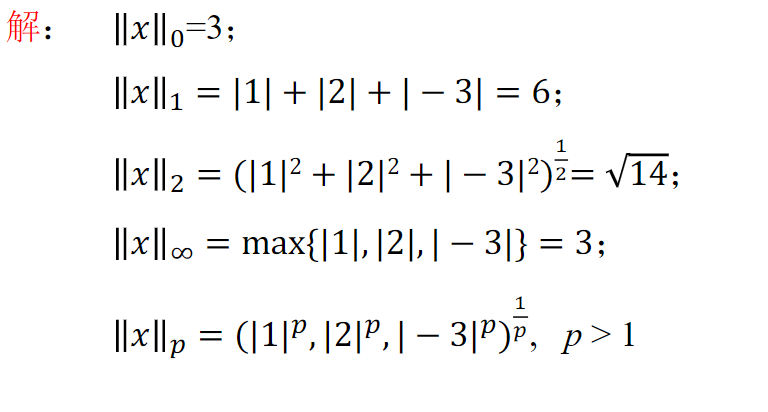 解： ‖x‖₀=3；
‖x‖₁ = |1| + |2| + | − 3| = 6；
‖x‖₂ = (|1|² + |2|² + | − 3|²)^(1/2) = √14；
‖x‖∞ = max{|1|, |2|, | − 3|} = 3；
‖x‖ₚ = (|1|ᵖ, |2|ᵖ, | − 3|ᵖ)^(1/p)， p > 1